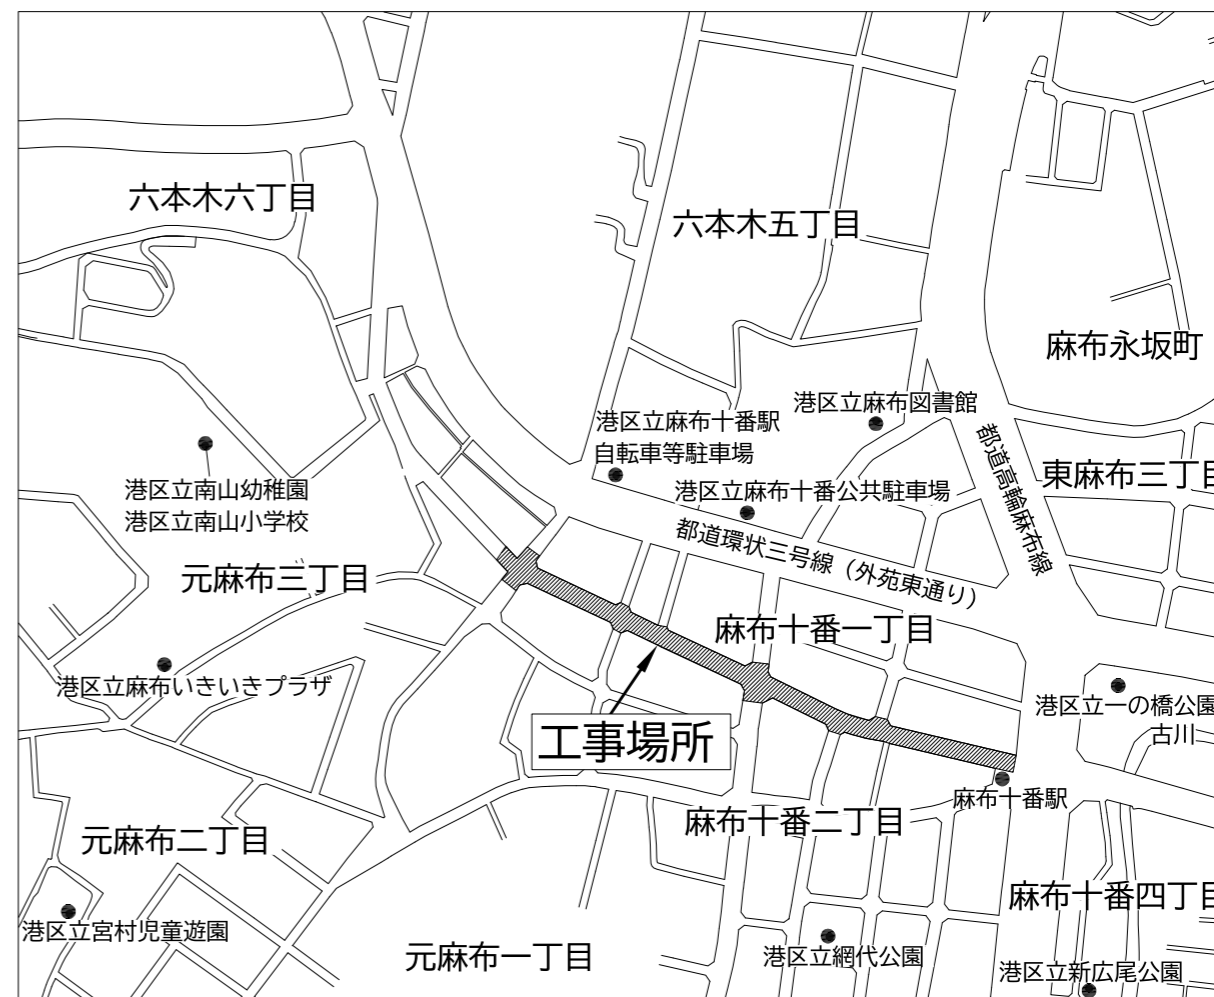 六本木六丁目
六本木五丁目
麻布永坂町
港区立麻布図書館
港区立麻布十番駅
自転車等駐車場
都道高輪麻布線
東麻布三丁目
港区立南山幼稚園
港区立南山小学校
港区立麻布十番公共駐車場
都道環状三号線（外苑東通り）
元麻布三丁目
麻布十番一丁目
港区立麻布いきいきプラザ
港区立一の橋公園
古川
工事場所
麻布十番駅
元麻布二丁目
麻布十番二丁目
麻布十番四丁目
港区立宮村児童遊園
元麻布一丁目
港区立網代公園
港区立新広尾公園